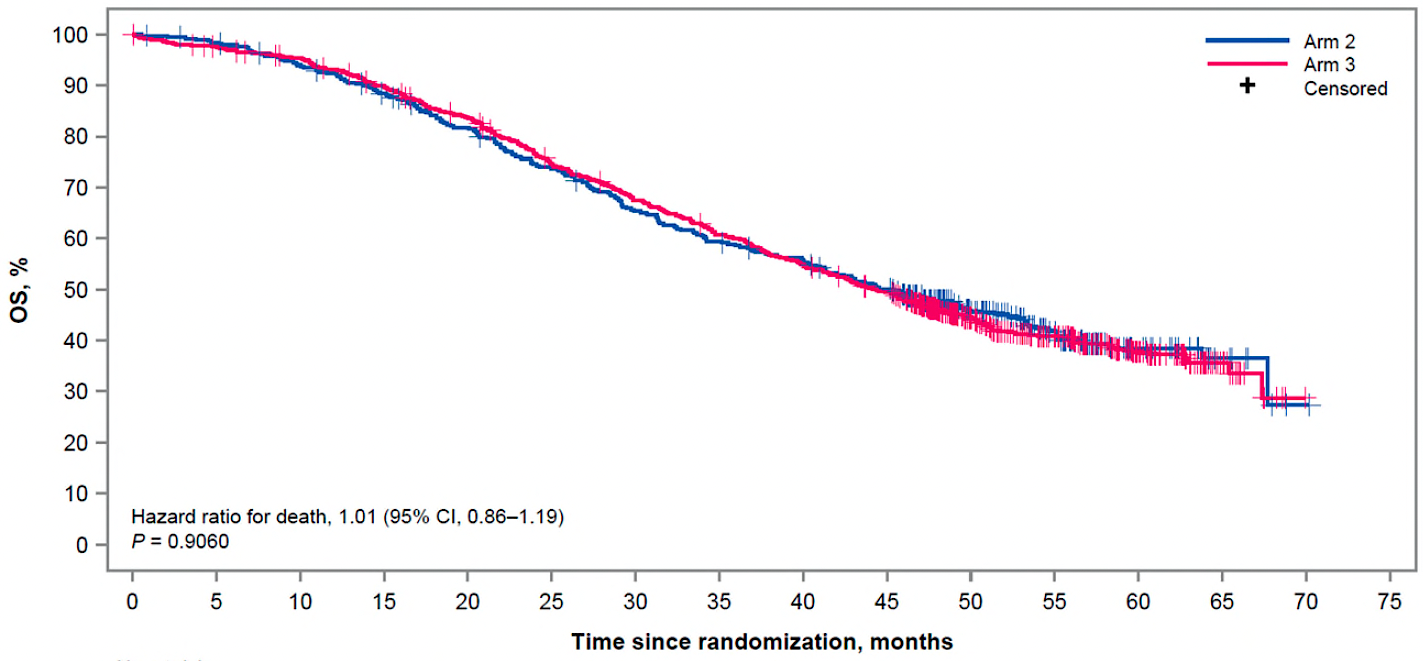 100
90
80
70
60
50
40
30
20
10
0
OS, %
Arm 2
Arm 3
Censored
Hazard ratio for death, 1.01 (95% CI, 0.86–1.19)
P = 0.9060
0 5 10 15 20 25 30 35 40 45 50 55 60 65 70 75
Time since randomization, months